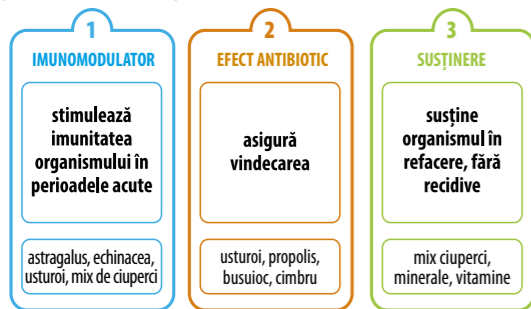 1
IMUNOMODULATOR
stimulează
imunitatea
organismului în
perioadele acute
astragalus, echinacea,
usturoi, mix de ciuperci
2
EFECT ANTIBIOTIC
asigură
vindecarea
usturoi, propolis,
busuioc, cimbru
3
SUSȚINERE
susține
organismul în
refacere, fără
recidive
mix ciuperci,
minerale, vitamine